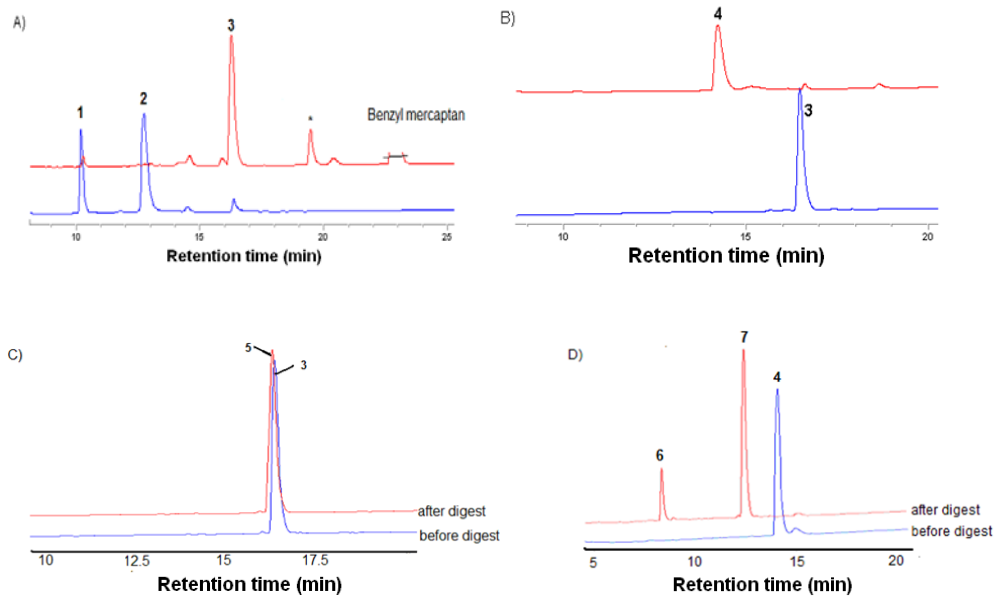 A)
1
2
3
*
Benzyl mercaptan
10 15 20 25
Retention time (min)
B)
4
3
10 15 20
Retention time (min)
C)
5
3
after digest
before digest
10 12.5 15 17.5
Retention time (min)
D)
7
4
6
after digest
before digest
5 10 15 20
Retention time (min)